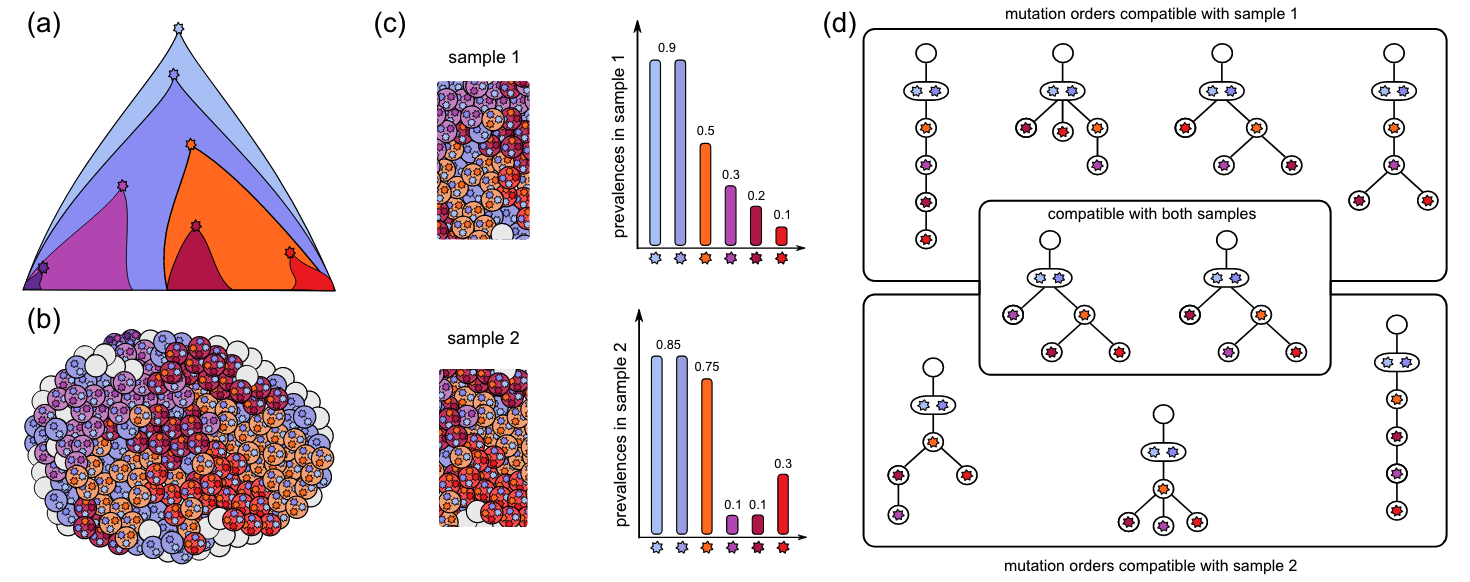 (a)
(b)
(c)
sample 1
prevalences in sample 1
0.9
0.5
0.3
0.2
0.1
sample 2
prevalences in sample 2
0.85
0.75
0.1
0.1
0.3
(d)
mutation orders compatible with sample 1
compatible with both samples
mutation orders compatible with sample 2